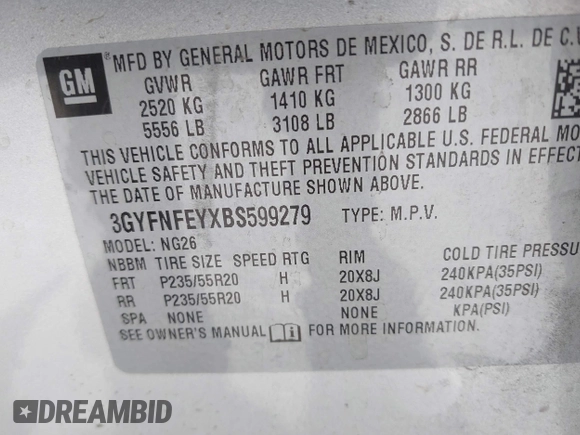 GM
MFD BY GENERAL MOTORS DE MEXICO, S. DE R.L. DE C.V
GVWR GAWR FRT GAWR RR
2520 KG 1410 KG 1300 KG
5556 LB 3108 LB 2866 LB
THIS VEHICLE CONFORMS TO ALL APPLICABLE U.S. FEDERAL MO
VEHICLE SAFETY AND THEFT PREVENTION STANDARDS IN EFFECT
THE DATE OF MANUFACTURE SHOWN ABOVE.
3GYFNFEYXBS599279 TYPE: M.P.V.
MODEL: NG26
NBBM TIRE SIZE SPEED RTG RIM COLD TIRE PRESSU
FRT P235/55R20 H 20X8J 240KPA(35PSI)
RR P235/55R20 H 20X8J 240KPA(35PSI)
SPA NONE NONE KPA(PSI)
SEE OWNER'S MANUAL FOR MORE INFORMATION.
DREAMBID